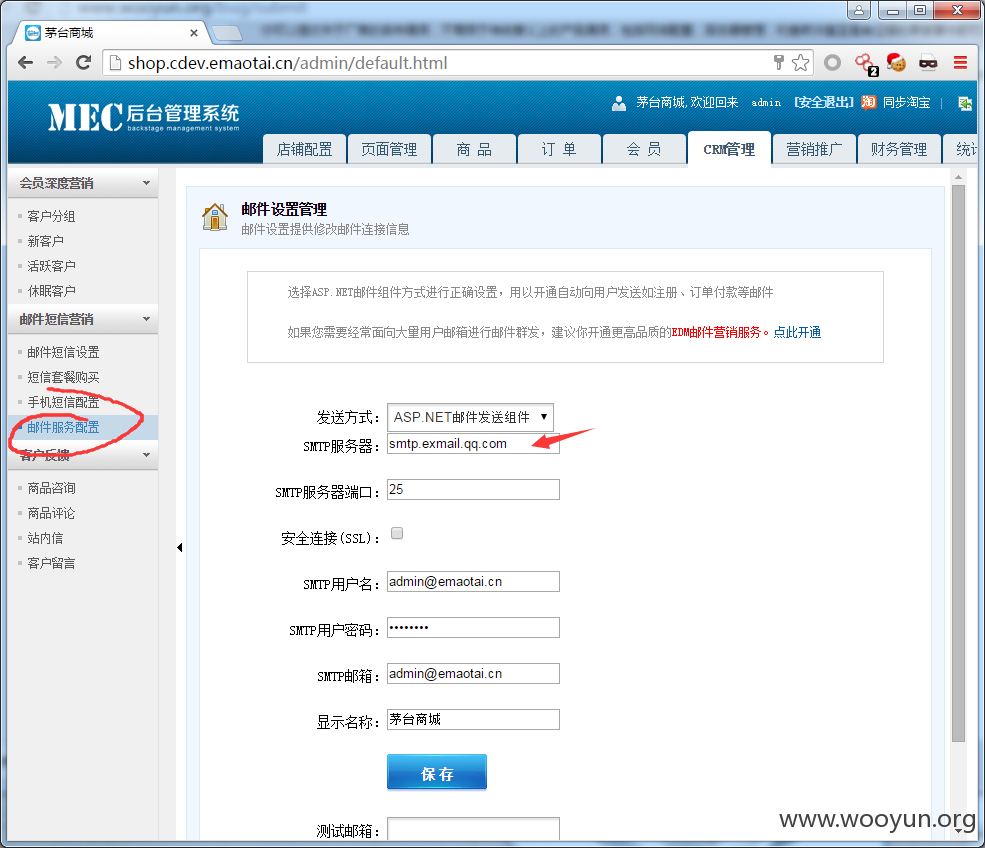 茅台商城
shop.cdev.emaotai.cn/admin/default.html
2
MEC 后台管理系统
backstage management system
茅台商城,欢迎回来 admin [安全退出] 淘 同步淘宝
店铺配置 页面管理 商 品 订 单 会 员 CRM管理 营销推广 财务管理 统计
会员深度营销
客户分组
新客户
活跃客户
休眠客户
邮件短信营销
邮件短信设置
短信套餐购买
手机短信配置
邮件服务配置
客户反馈
商品咨询
商品评论
站内信
客户留言
邮件设置管理
邮件设置提供修改邮件连接信息
选择ASP.NET邮件组件方式进行正确设置，用以开通自动向用户发送如注册、订单付款等邮件
如果您需要经常面向大量用户邮箱进行邮件群发，建议你开通更高品质的EDM邮件营销服务。点此开通
发送方式： ASP.NET邮件发送组件
SMTP服务器： smtp.exmail.qq.com
SMTP服务器端口： 25
安全连接(SSL)：
SMTP用户名： admin@emaotai.cn
SMTP用户密码： ••••••••
SMTP邮箱： admin@emaotai.cn
显示名称： 茅台商城
保存
测试邮箱：
www.wooyun.org